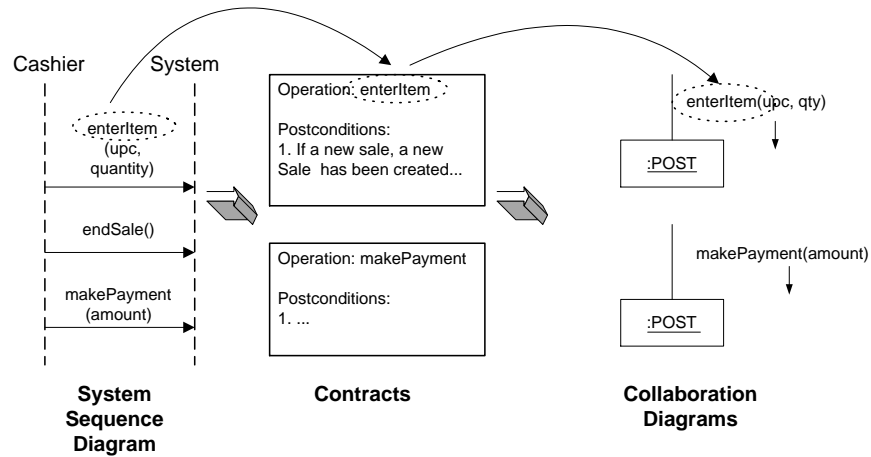 Cashier
System
enterItem
(upc,
quantity)
endSale()
makePayment
(amount)
System
Sequence
Diagram
Operation: enterItem
Postconditions:
1. If a new sale, a new
Sale has been created...
Operation: makePayment
Postconditions:
1. ...
Contracts
enterItem(upc, qty)
:POST
makePayment(amount)
:POST
Collaboration
Diagrams